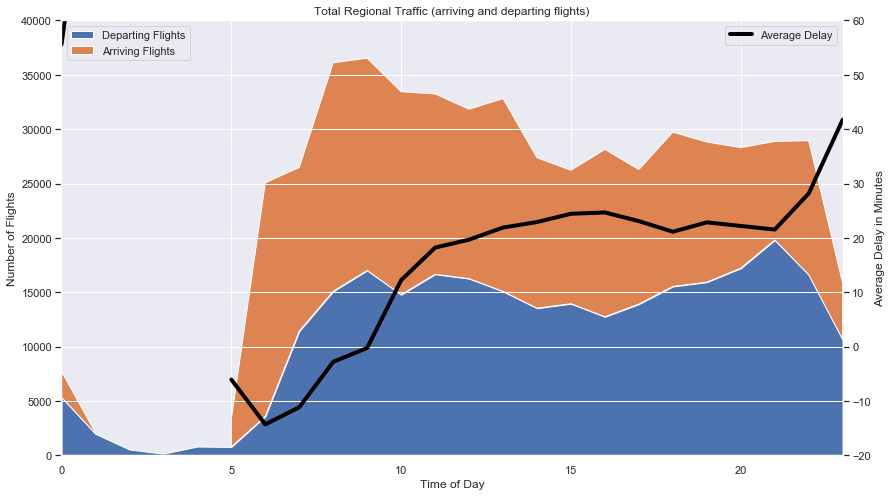 Total Regional Traffic (arriving and departing flights)
Departing Flights
Arriving Flights
Average Delay
Number of Flights
40000
35000
30000
25000
20000
15000
10000
5000
0
Average Delay in Minutes
60
50
40
30
20
10
0
−10
−20
0 5 10 15 20
Time of Day